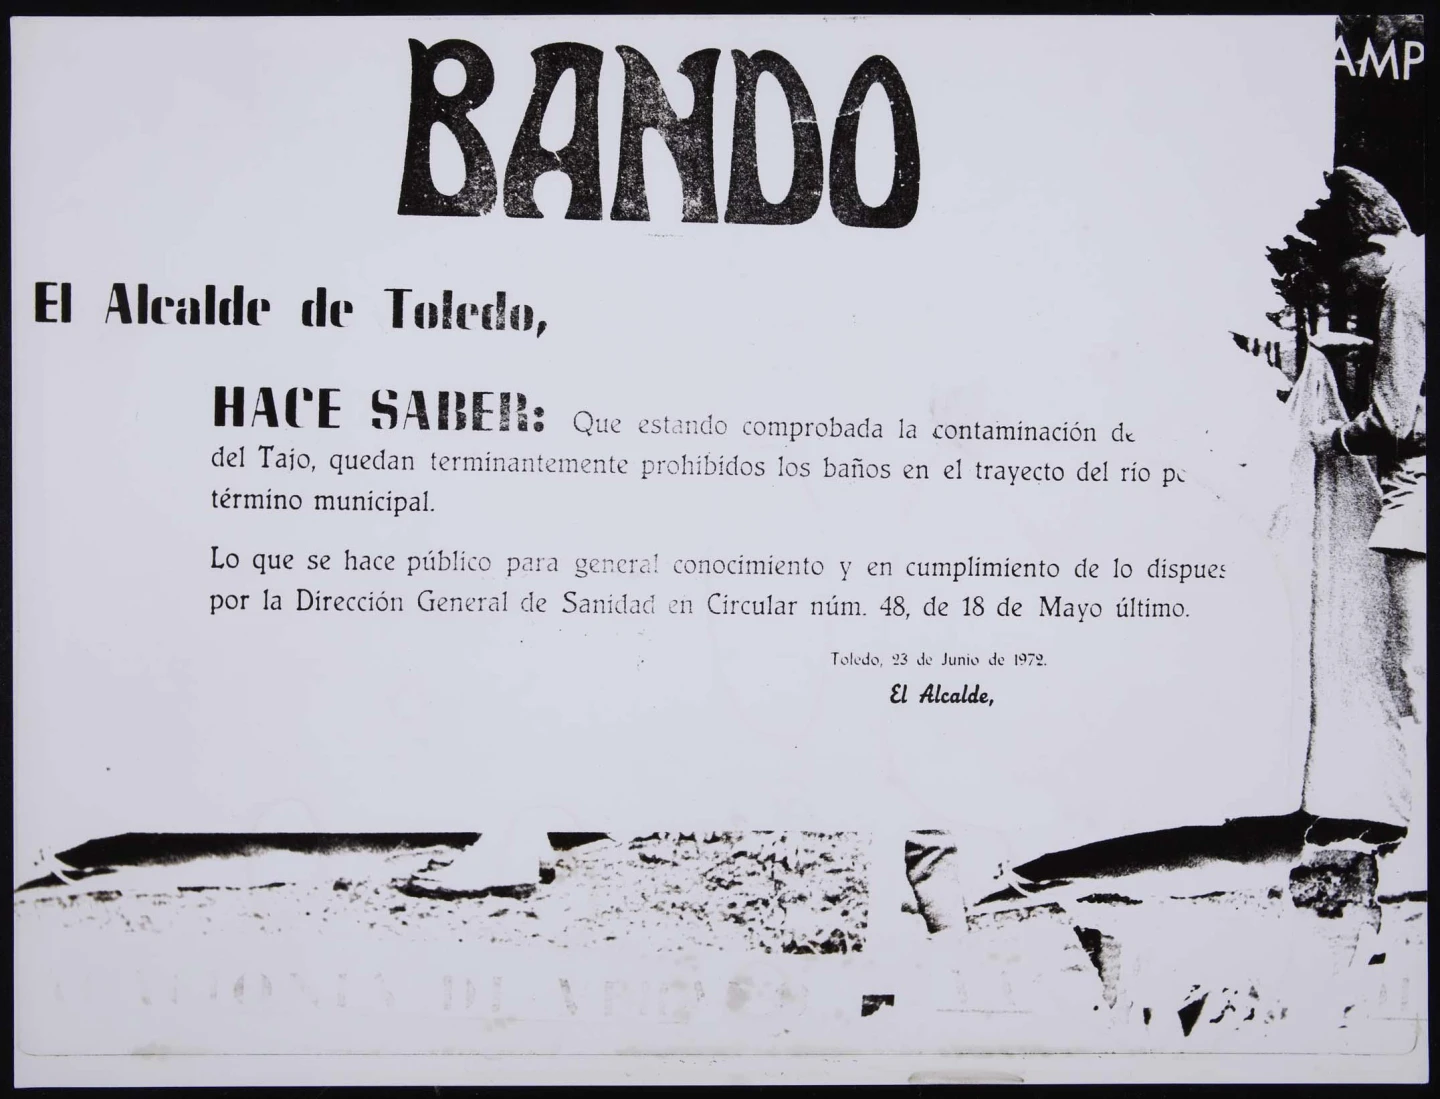 AMP
BANDO
El Alcalde de Toledo,
HACE SABER: Que estando comprobada la contaminación de
del Tajo, quedan terminantemente prohibidos los baños en el trayecto del río
término municipal.
Lo que se hace público para general conocimiento y en cumplimiento de lo dispues
por la Dirección General de Sanidad en Circular núm. 48, de 18 de Mayo último.
Toledo, 23 de Junio de 1972.
El Alcalde,